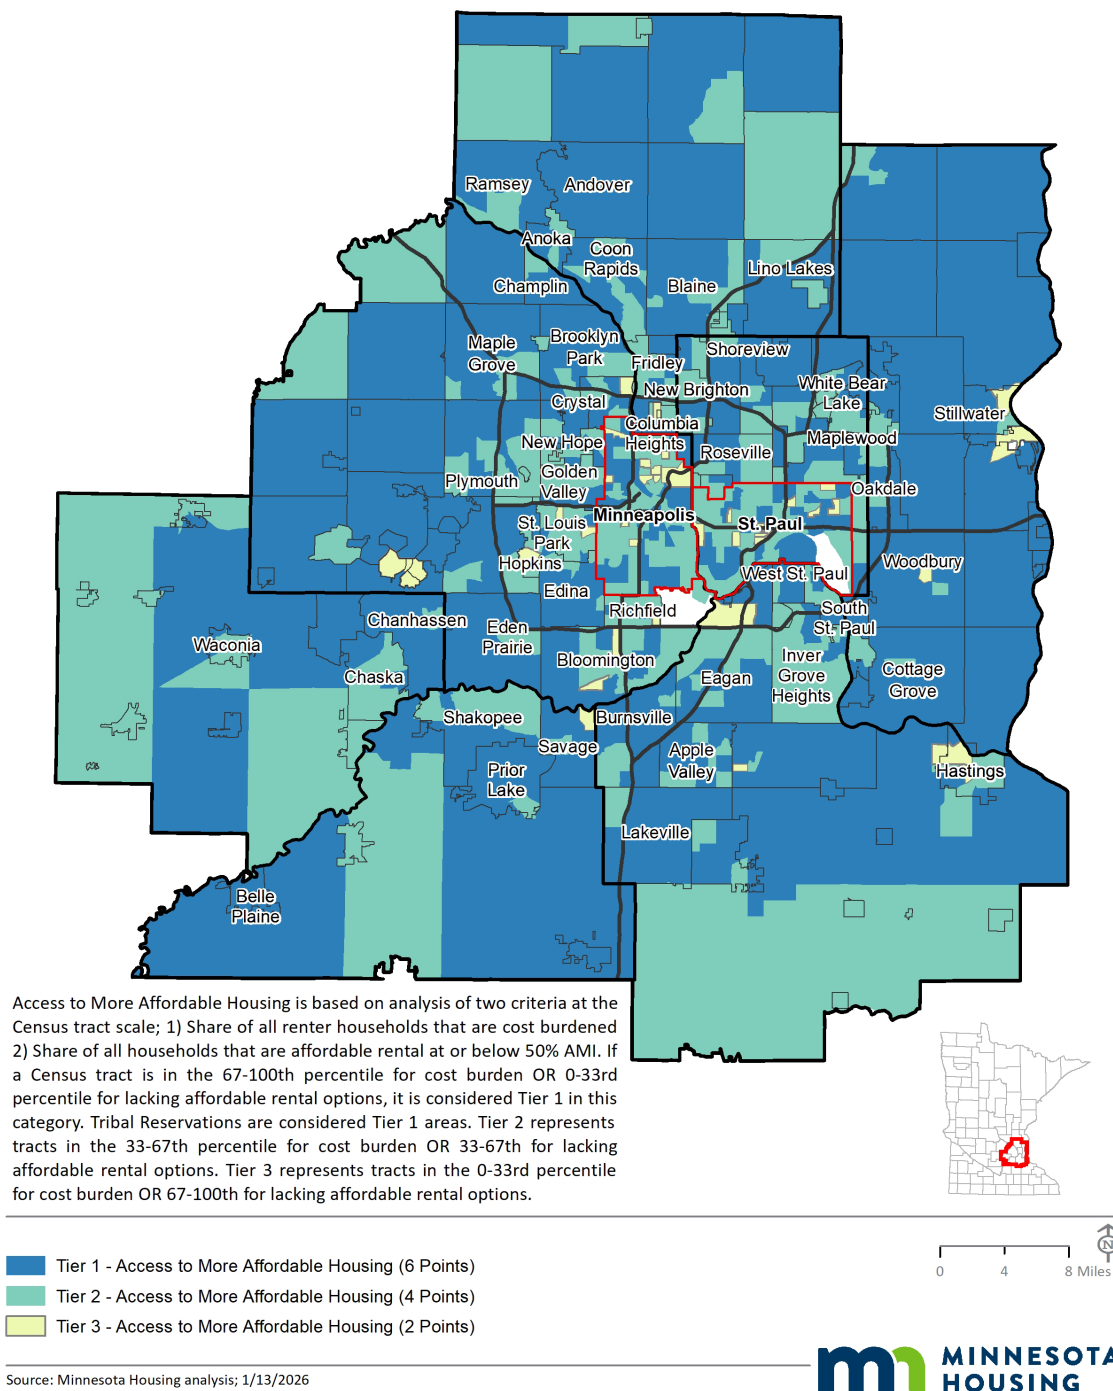 Ramsey
Andover
Anoka
Coon
Rapids
Lino Lakes
Champlin
Blaine
Maple
Grove
Brooklyn
Park
Fridley
Shoreview
New Brighton
White Bear
Lake
Crystal
Stillwater
Columbia
Heights
New Hope
Maplewood
Roseville
Golden
Valley
Plymouth
Oakdale
Minneapolis
St. Paul
St. Louis
Park
Hopkins
Woodbury
West St. Paul
Edina
Richfield
South
St. Paul
Chanhassen
Eden
Prairie
Waconia
Bloomington
Inver
Grove
Heights
Cottage
Grove
Chaska
Eagan
Shakopee
Burnsville
Savage
Apple
Valley
Prior
Lake
Hastings
Lakeville
Belle
Plaine
Access to More Affordable Housing is based on analysis of two criteria at the
Census tract scale; 1) Share of all renter households that are cost burdened
2) Share of all households that are affordable rental at or below 50% AMI. If
a Census tract is in the 67-100th percentile for cost burden OR 0-33rd
percentile for lacking affordable rental options, it is considered Tier 1 in this
category. Tribal Reservations are considered Tier 1 areas. Tier 2 represents
tracts in the 33-67th percentile for cost burden OR 33-67th for lacking
affordable rental options. Tier 3 represents tracts in the 0-33rd percentile
for cost burden OR 67-100th for lacking affordable rental options.
Tier 1 - Access to More Affordable Housing (6 Points)
Tier 2 - Access to More Affordable Housing (4 Points)
Tier 3 - Access to More Affordable Housing (2 Points)
N
0 4 8 Miles
Source: Minnesota Housing analysis; 1/13/2026
MINNESOTA
HOUSING